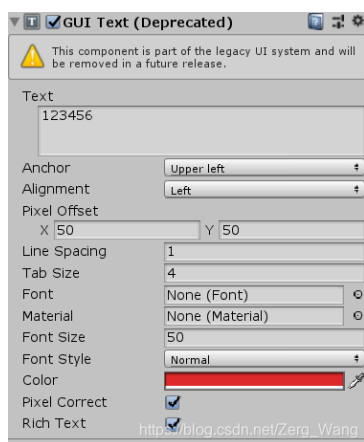 GUI Text (Deprecated)
This component is part of the legacy UI system and will
be removed in a future release.
Text
123456
Anchor Upper left
Alignment Left
Pixel Offset
X 50 Y 50
Line Spacing 1
Tab Size 4
Font None (Font)
Material None (Material)
Font Size 50
Font Style Normal
Color
Pixel Correct
Rich Text
https://blog.csdn.net/Zerg_Wang